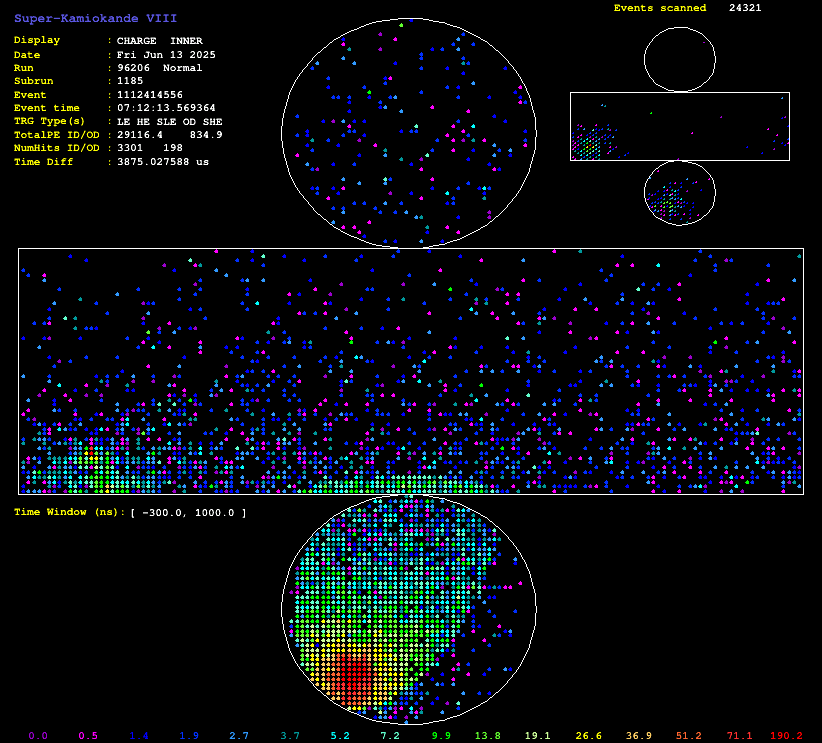 Events scanned 24321
Super-Kamiokande VIII
Display : CHARGE INNER
Date : Fri Jun 13 2025
Run : 96206 Normal
Subrun : 1185
Event : 1112414556
Event time : 07:12:13.569364
TRG Type(s) : LE HE SLE OD SHE
TotalPE ID/OD : 29116.4 834.9
NumHits ID/OD : 3301 198
Time Diff : 3875.027588 us
Time Window (ns): [ -300.0, 1000.0 ]
0.0 0.5 1.4 1.9 2.7 3.7 5.2 7.2 9.9 13.8 19.1 26.6 36.9 51.2 71.1 190.2